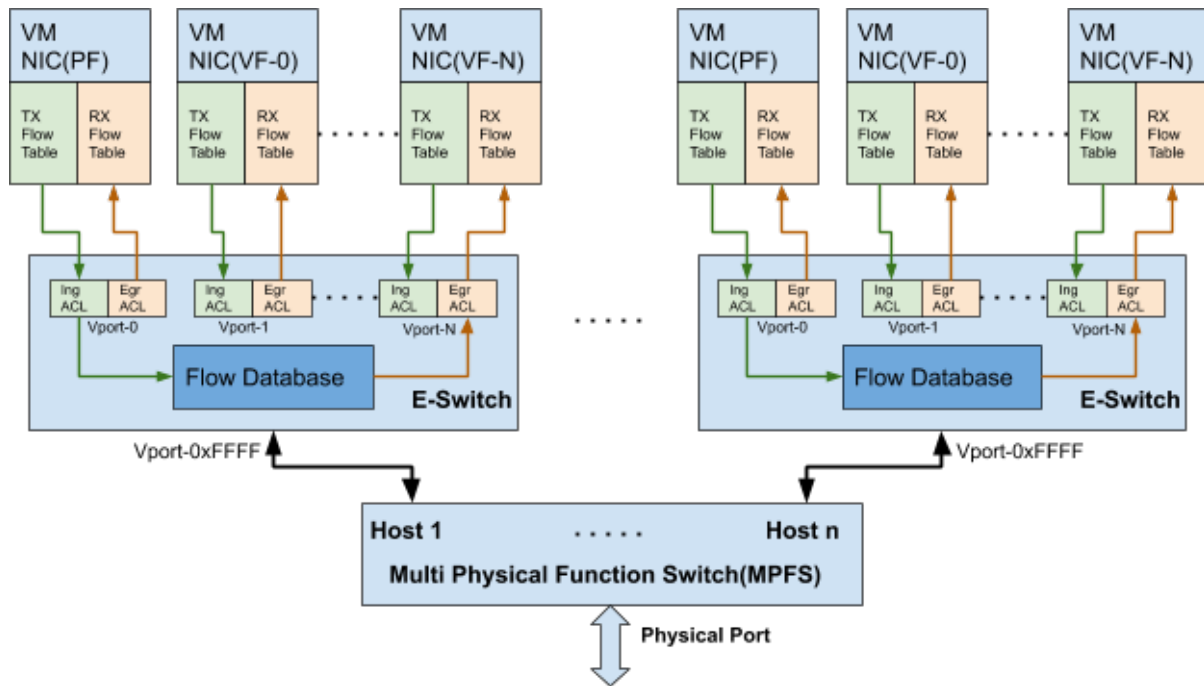 VM
NIC(PF)
VM
NIC(VF-0)
VM
NIC(VF-N)
VM
NIC(PF)
VM
NIC(VF-0)
VM
NIC(VF-N)
TX
Flow
Table
RX
Flow
Table
TX
Flow
Table
RX
Flow
Table
TX
Flow
Table
RX
Flow
Table
TX
Flow
Table
RX
Flow
Table
TX
Flow
Table
RX
Flow
Table
TX
Flow
Table
RX
Flow
Table
Ing
ACL
Egr
ACL
Vport-0
Ing
ACL
Egr
ACL
Vport-1
Ing
ACL
Egr
ACL
Vport-N
Flow Database
E-Switch
Ing
ACL
Egr
ACL
Vport-0
Ing
ACL
Egr
ACL
Vport-1
Ing
ACL
Egr
ACL
Vport-N
Flow Database
E-Switch
Vport-0xFFFF
Vport-0xFFFF
Host 1
Host n
Multi Physical Function Switch(MPFS)
Physical Port